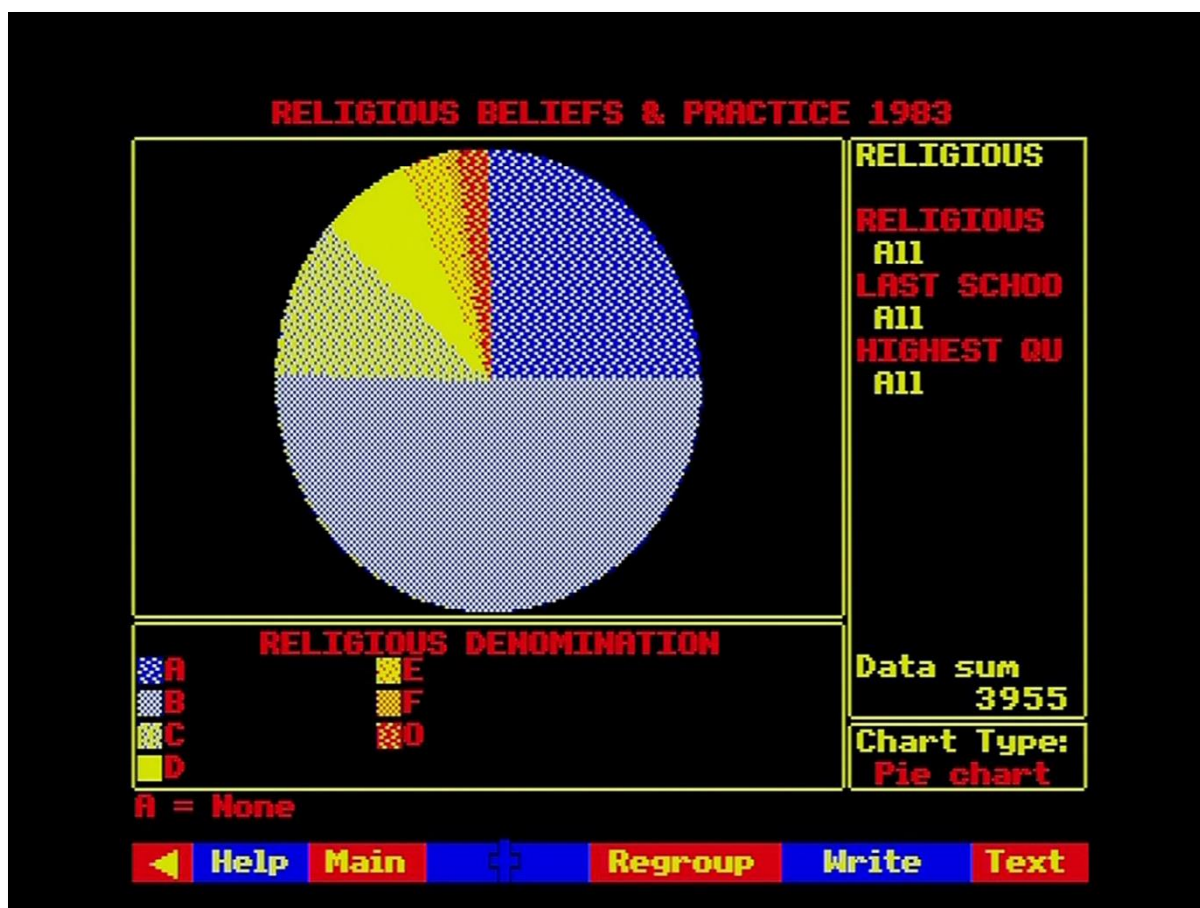 RELIGIOUS BELIEFS & PRACTICE 1983
RELIGIOUS
RELIGIOUS
All
LAST SCHOO
All
HIGHEST QU
All
Data sum
3955
Chart Type:
Pie chart
RELIGIOUS DENOMINATION
A E
B F
C O
D
A = None
Help Main Regroup Write Text